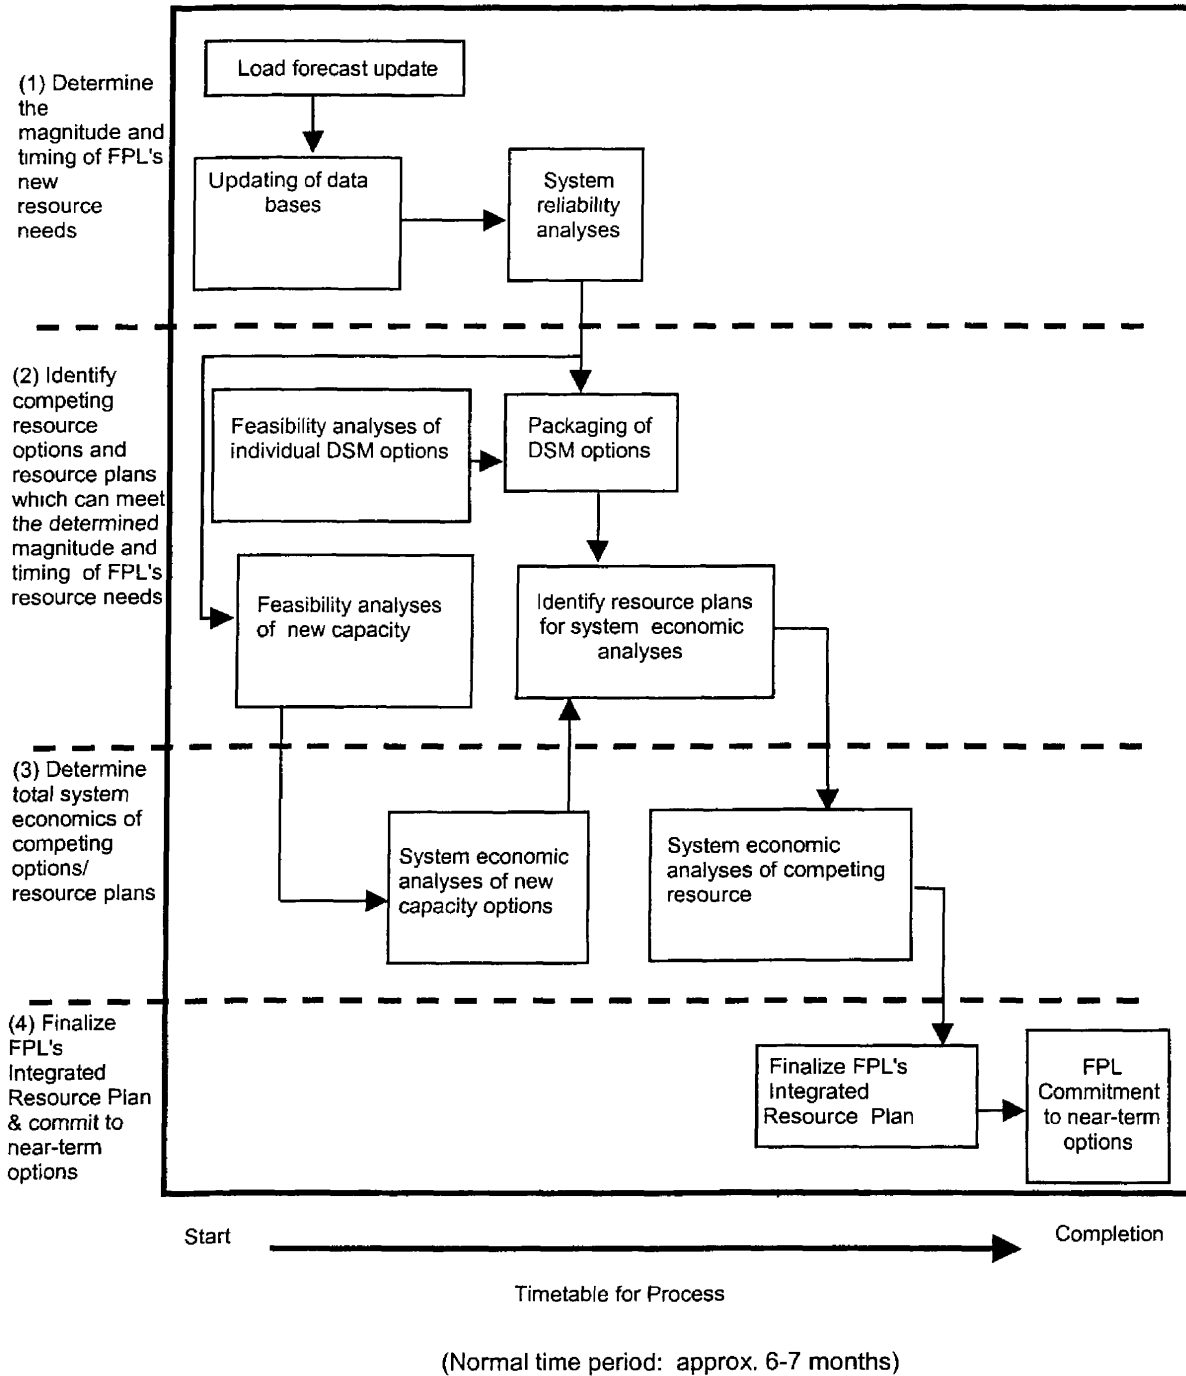 (1) Determine
the
magnitude and
timing of FPL's
new
resource
needs
Load forecast update
Updating of data
bases
System
reliability
analyses
(2) Identify
competing
resource
options and
resource plans
which can meet
the determined
magnitude and
timing of FPL's
resource needs
Feasibility analyses of
individual DSM options
Packaging of
DSM options
Feasibility analyses
of new capacity
Identify resource plans
for system economic
analyses
(3) Determine
total system
economics of
competing
options/
resource plans
System economic
analyses of new
capacity options
System economic
analyses of competing
resource
(4) Finalize
FPL's
Integrated
Resource Plan
& commit to
near-term
options
Finalize FPL's
Integrated
Resource Plan
FPL
Commitment
to near-term
options
Start
Completion
Timetable for Process
(Normal time period: approx. 6-7 months)